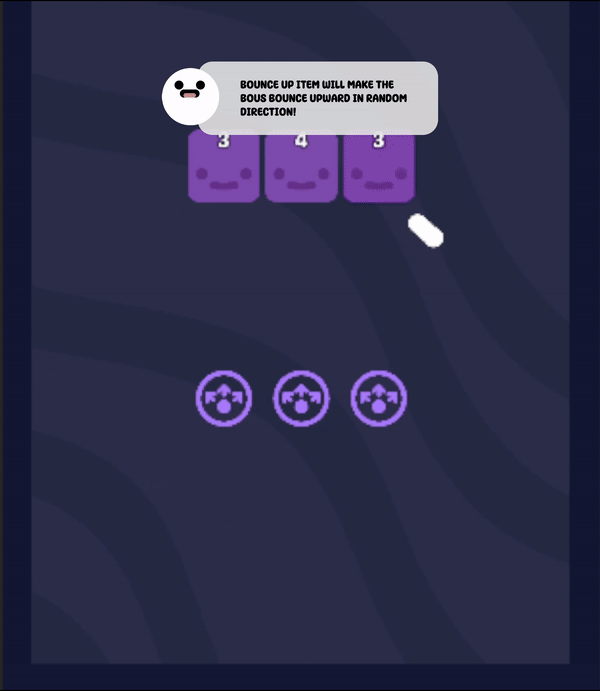 BOUNCE UP ITEM WILL MAKE THE
BOUS BOUNCE UPWARD IN RANDOM
DIRECTION!
3 4 3